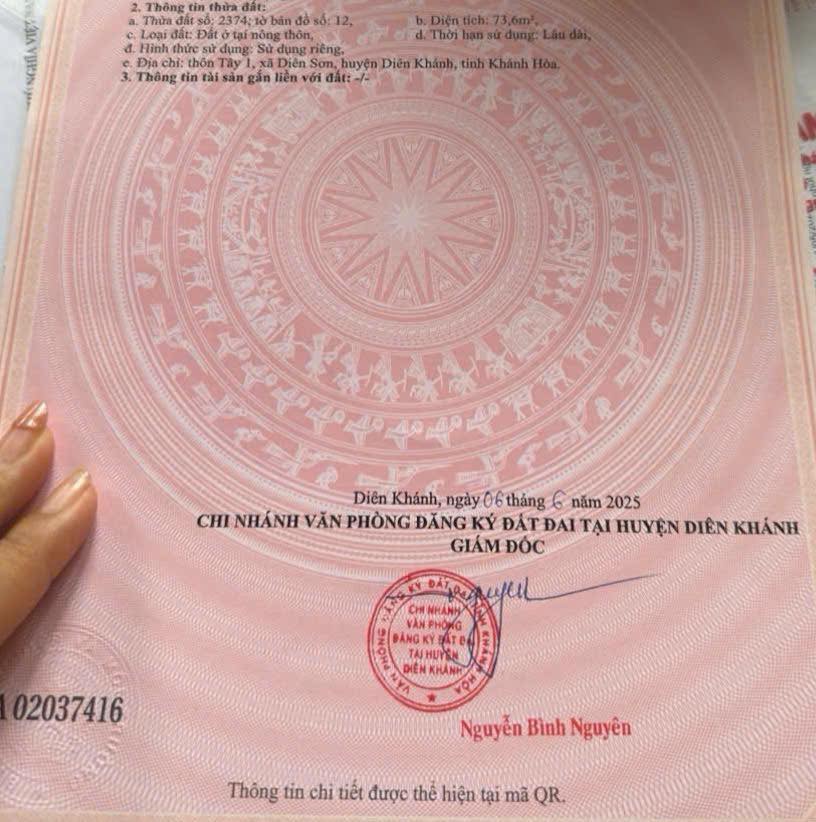 2. Thông tin thửa đất:
a. Thửa đất số: 2374; tờ bản đồ số: 12, b. Diện tích: 73,6m²,
c. Loại đất: Đất ở tại nông thôn, d. Thời hạn sử dụng: Lâu dài,
đ. Hình thức sử dụng: Sử dụng riêng,
e. Địa chỉ: thôn Tây 1, xã Diên Sơn, huyện Diên Khánh, tỉnh Khánh Hòa.
3. Thông tin tài sản gắn liền với đất: -/-
Diên Khánh, ngày 06 tháng 6 năm 2025
CHI NHÁNH VĂN PHÒNG ĐĂNG KÝ ĐẤT ĐAI TẠI HUYỆN DIÊN KHÁNH
GIÁM ĐỐC
CHI NHÁNH
VĂN PHÒNG
ĐĂNG KÝ ĐẤT Đ
TẠI HUYỆN
DIÊN KHÁNH
Nguyễn Bình Nguyên
02037416
Thông tin chi tiết được thể hiện tại mã QR.